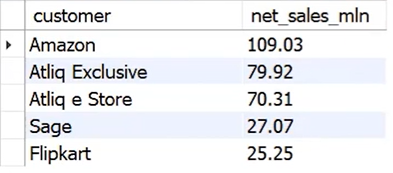 customer net_sales_mln
Amazon 109.03
Atliq Exclusive 79.92
Atliq e Store 70.31
Sage 27.07
Flipkart 25.25